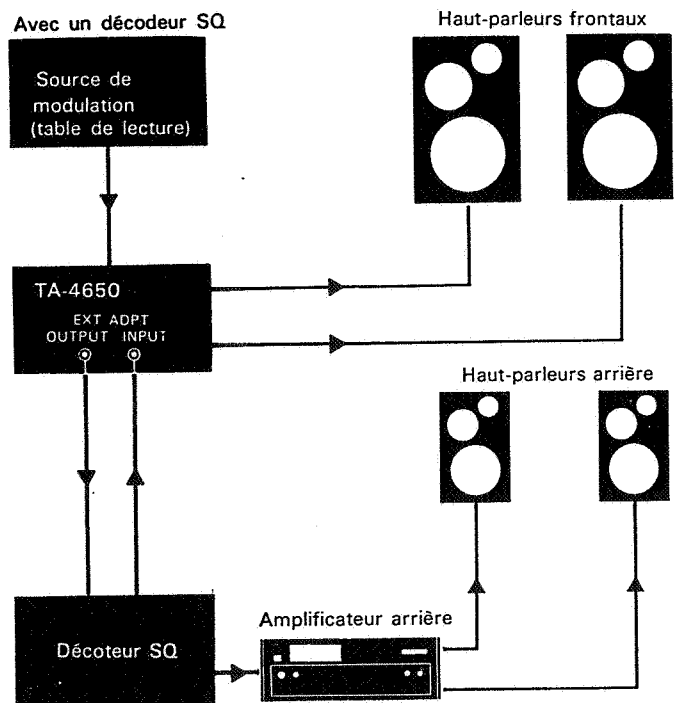 Avec un décodeur SQ
Haut-parleurs frontaux
Source de
modulation
(table de lecture)
TA-4650
EXT ADPT
OUTPUT INPUT
Haut-parleurs arrière
Amplificateur arrière
Décoteur SQ